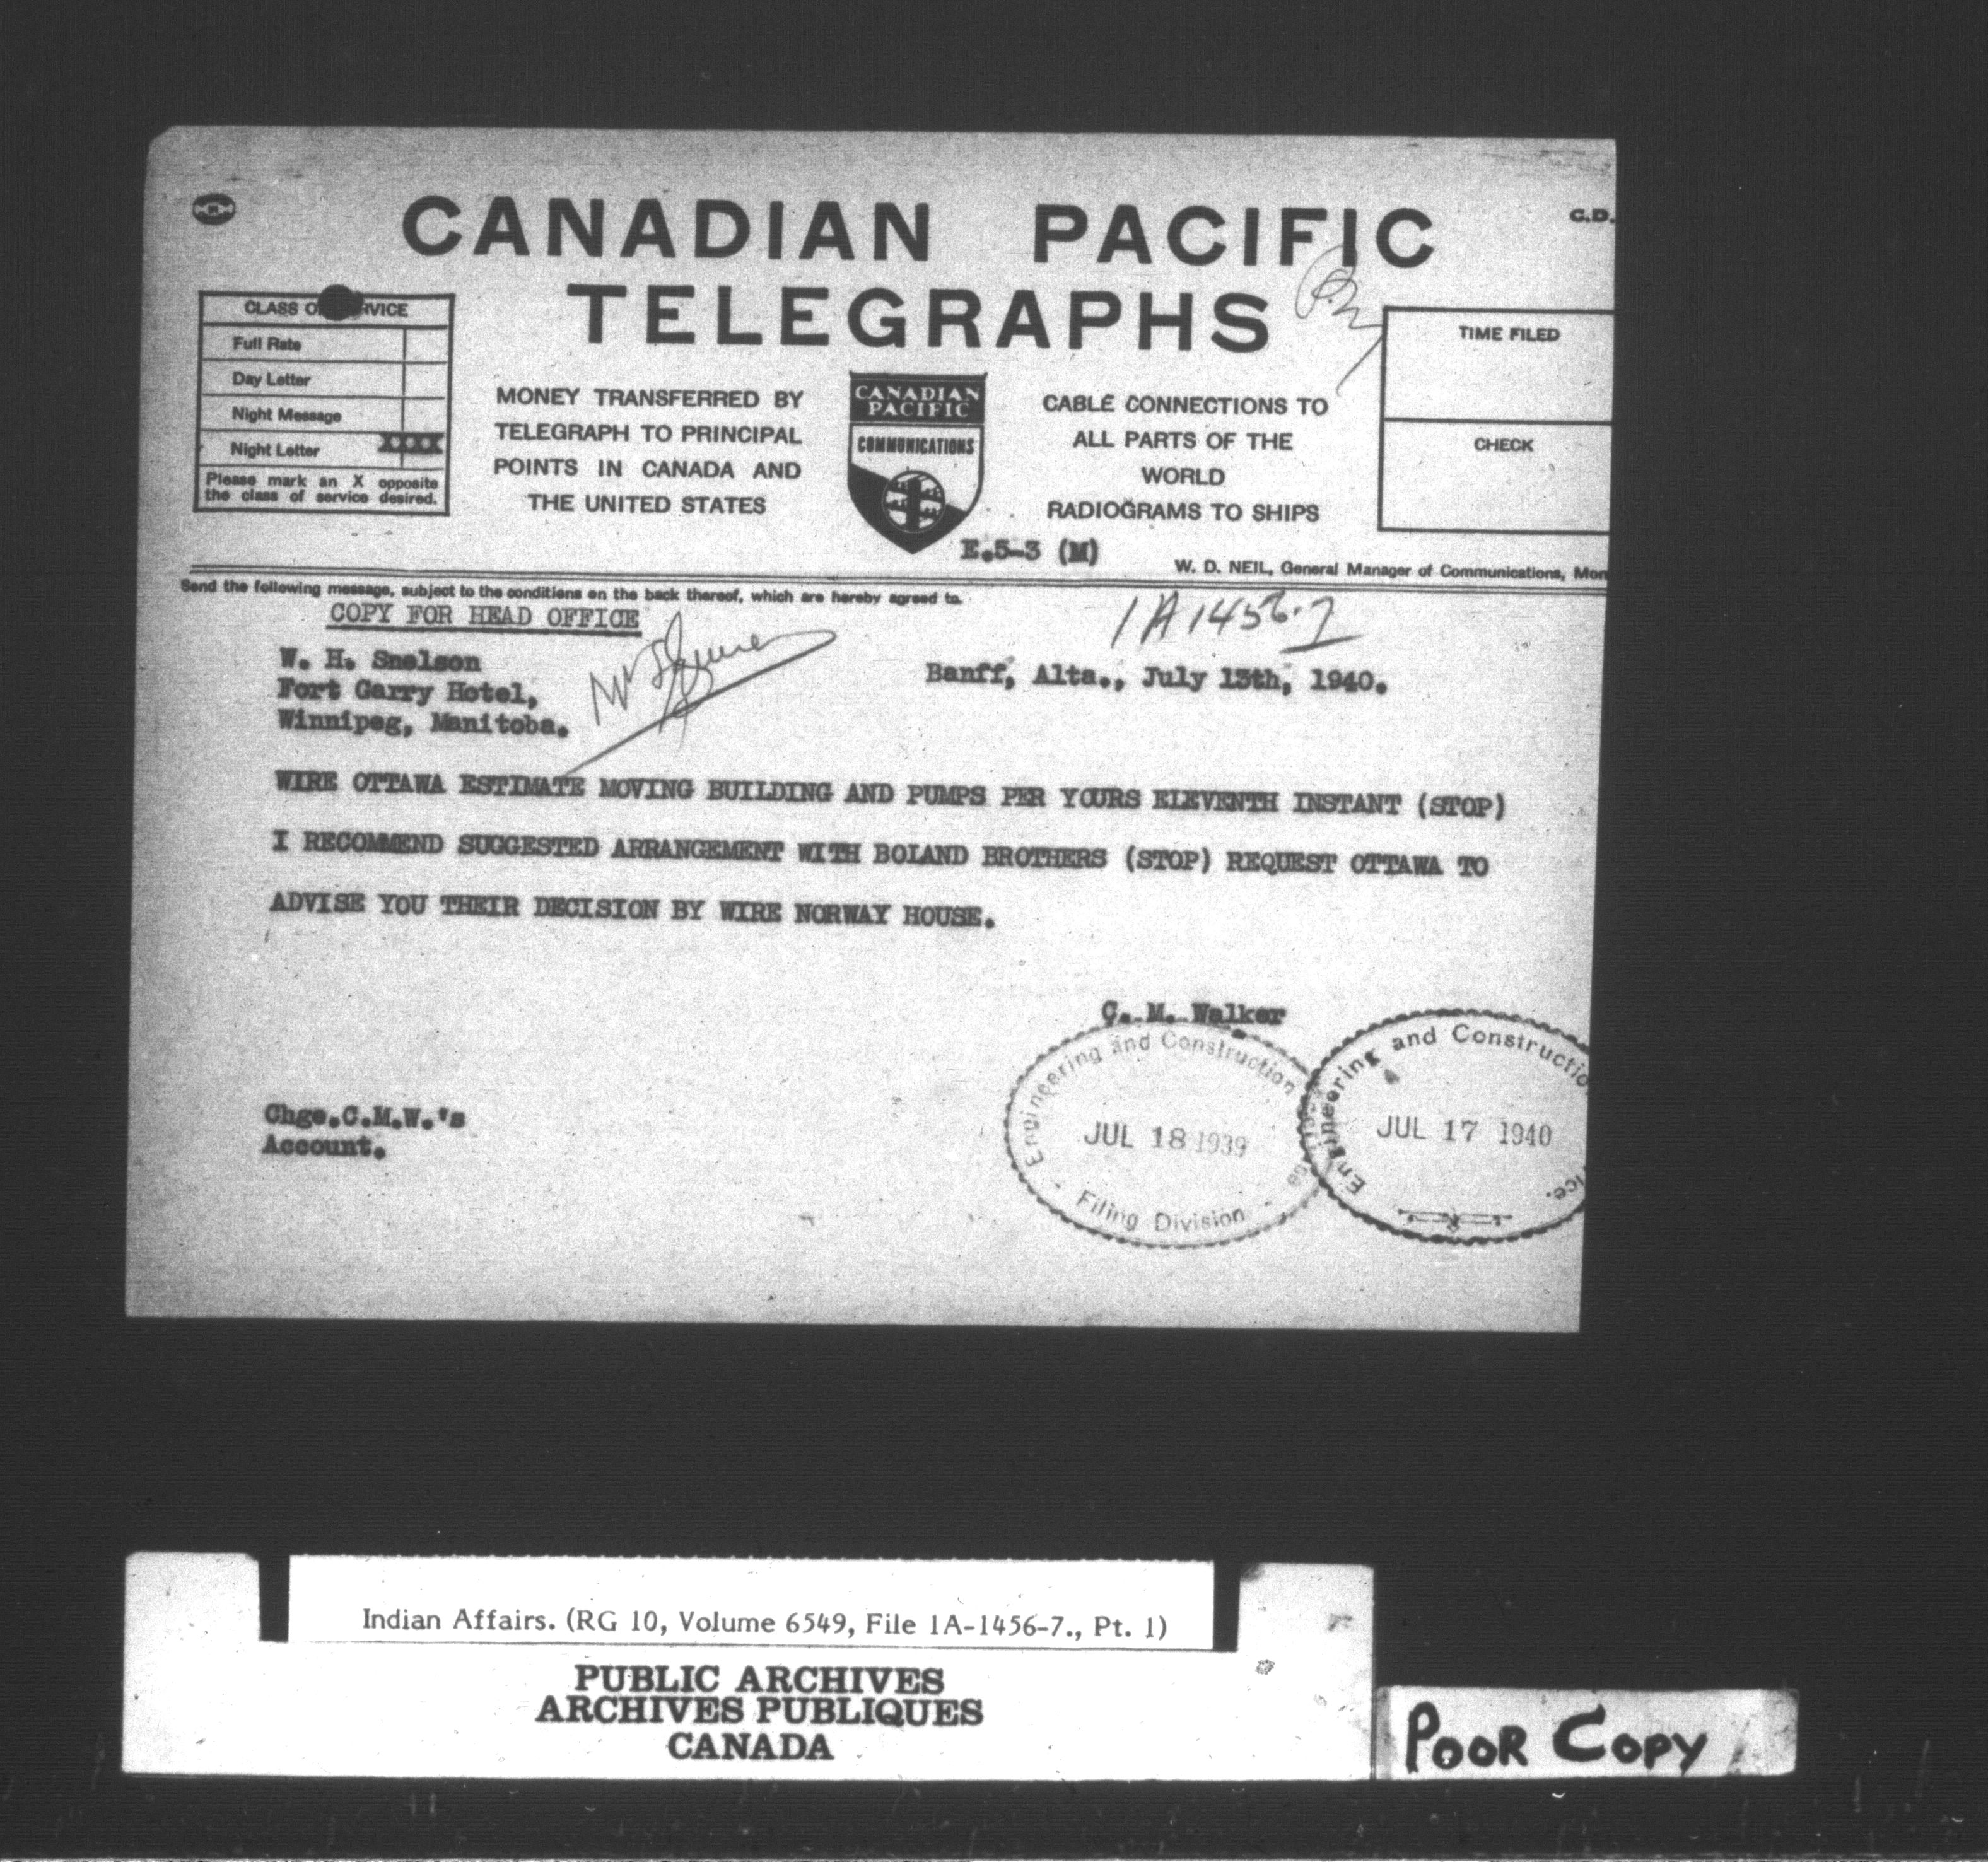 CANADIAN PACIFIC
TELEGRAPHS
C.D.
CLASS OF SERVICE
Full Rate
Day Letter
Night Message
Night Letter XXXX
Please mark an X opposite
the class of service desired.
MONEY TRANSFERRED BY
TELEGRAPH TO PRINCIPAL
POINTS IN CANADA AND
THE UNITED STATES
CANADIAN
PACIFIC
COMMUNICATIONS
CABLE CONNECTIONS TO
ALL PARTS OF THE
WORLD
RADIOGRAMS TO SHIPS
TIME FILED
CHECK
E.5-3 (M)
W. D. NEIL, General Manager of Communications, Mon
Send the following message, subject to the conditions on the back thereof, which are hereby agreed to.
COPY FOR HEAD OFFICE
1A1456-7
W. H. Snelson
Fort Garry Hotel,
Winnipeg, Manitoba.
Banff, Alta., July 13th, 1940.
WIRE OTTAWA ESTIMATE MOVING BUILDING AND PUMPS PER YOURS ELEVENTH INSTANT (STOP)
I RECOMMEND SUGGESTED ARRANGEMENT WITH BOLAND BROTHERS (STOP) REQUEST OTTAWA TO
ADVISE YOU THEIR DECISION BY WIRE NORWAY HOUSE.
C. M. Walker
Engineering and Construction
JUL 18 1939
Filing Division
Engineering and Constructio
JUL 17 1940
ice.
Chge.C.M.W.'s
Account.
Indian Affairs. (RG 10, Volume 6549, File 1A-1456-7., Pt. 1)
PUBLIC ARCHIVES
ARCHIVES PUBLIQUES
CANADA
POOR COPY